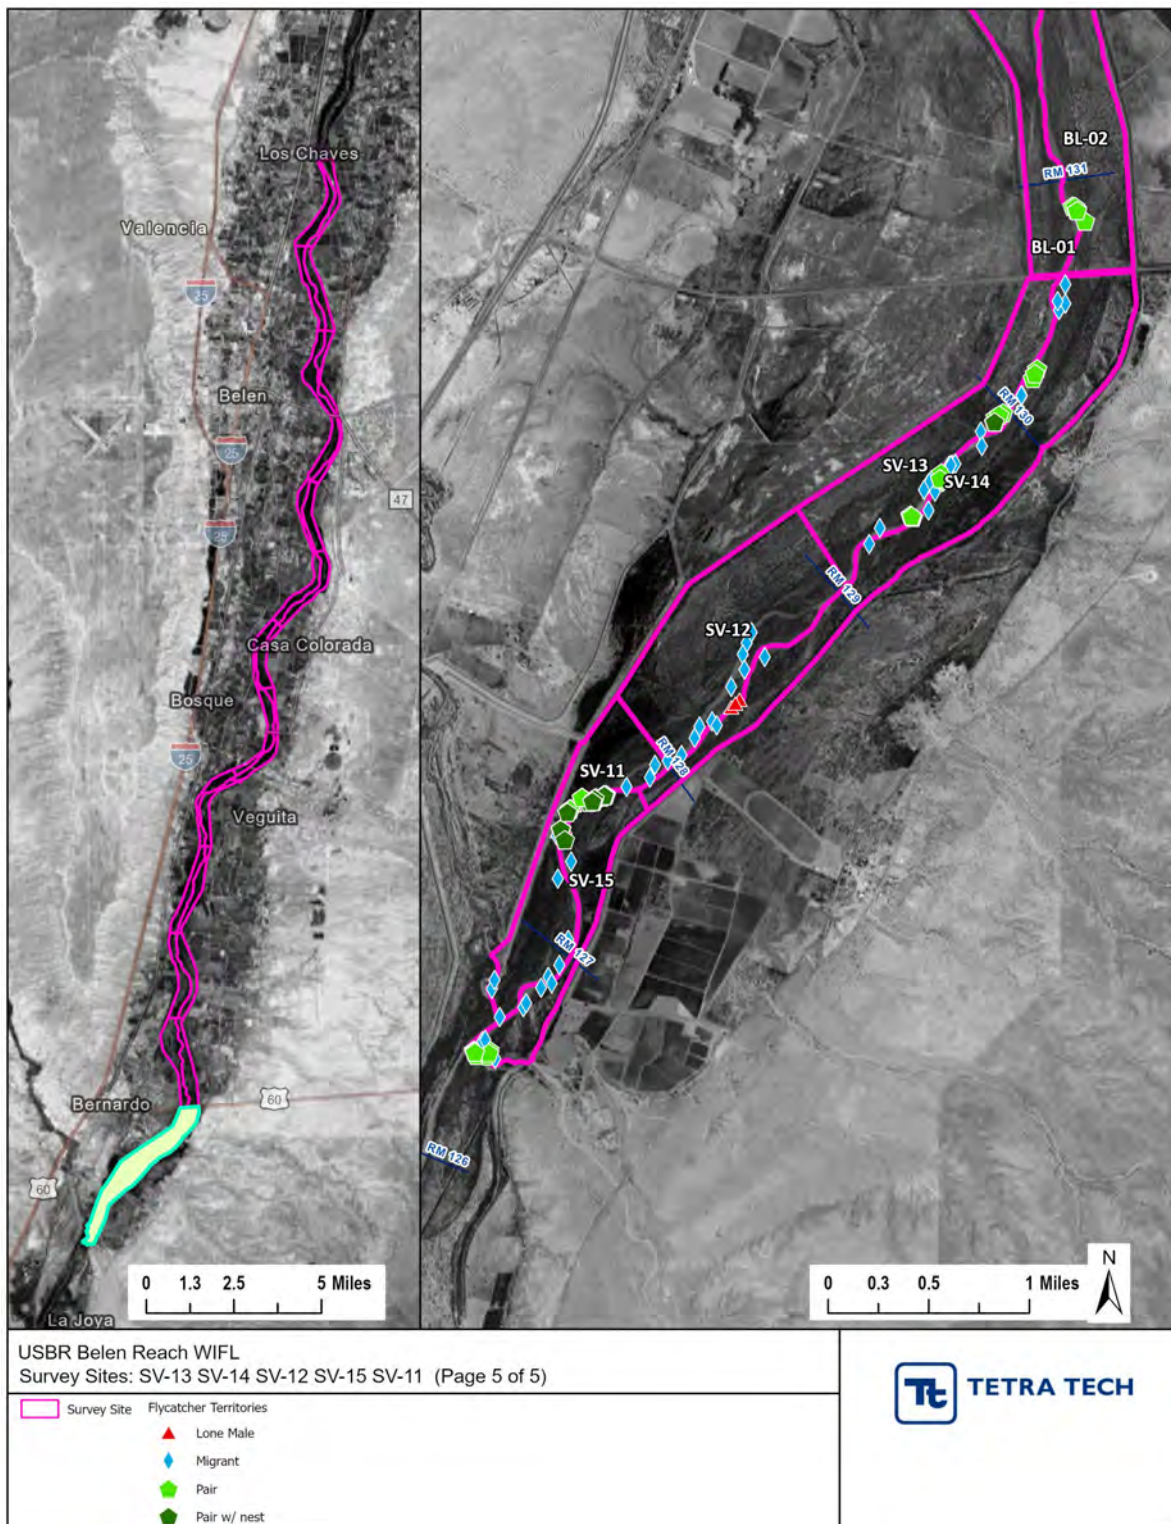 Los Chaves
Valencia
35
Belen
25
47
25
Casa Colorada
Bosque
25
Veguita
Bernardo
60
60
La Joya
0 1.3 2.5 5 Miles
BL-02
RM 131
BL-01
RM 130
SV-13
SV-14
RM 129
SV-12
RM 128
SV-11
SV-15
RM 127
RM 126
0 0.3 0.5 1 Miles
N
USBR Belen Reach WIFL
Survey Sites: SV-13 SV-14 SV-12 SV-15 SV-11 (Page 5 of 5)
Survey Site
Flycatcher Territories
Lone Male
Migrant
Pair
Pair w/ nest
Tt TETRA TECH